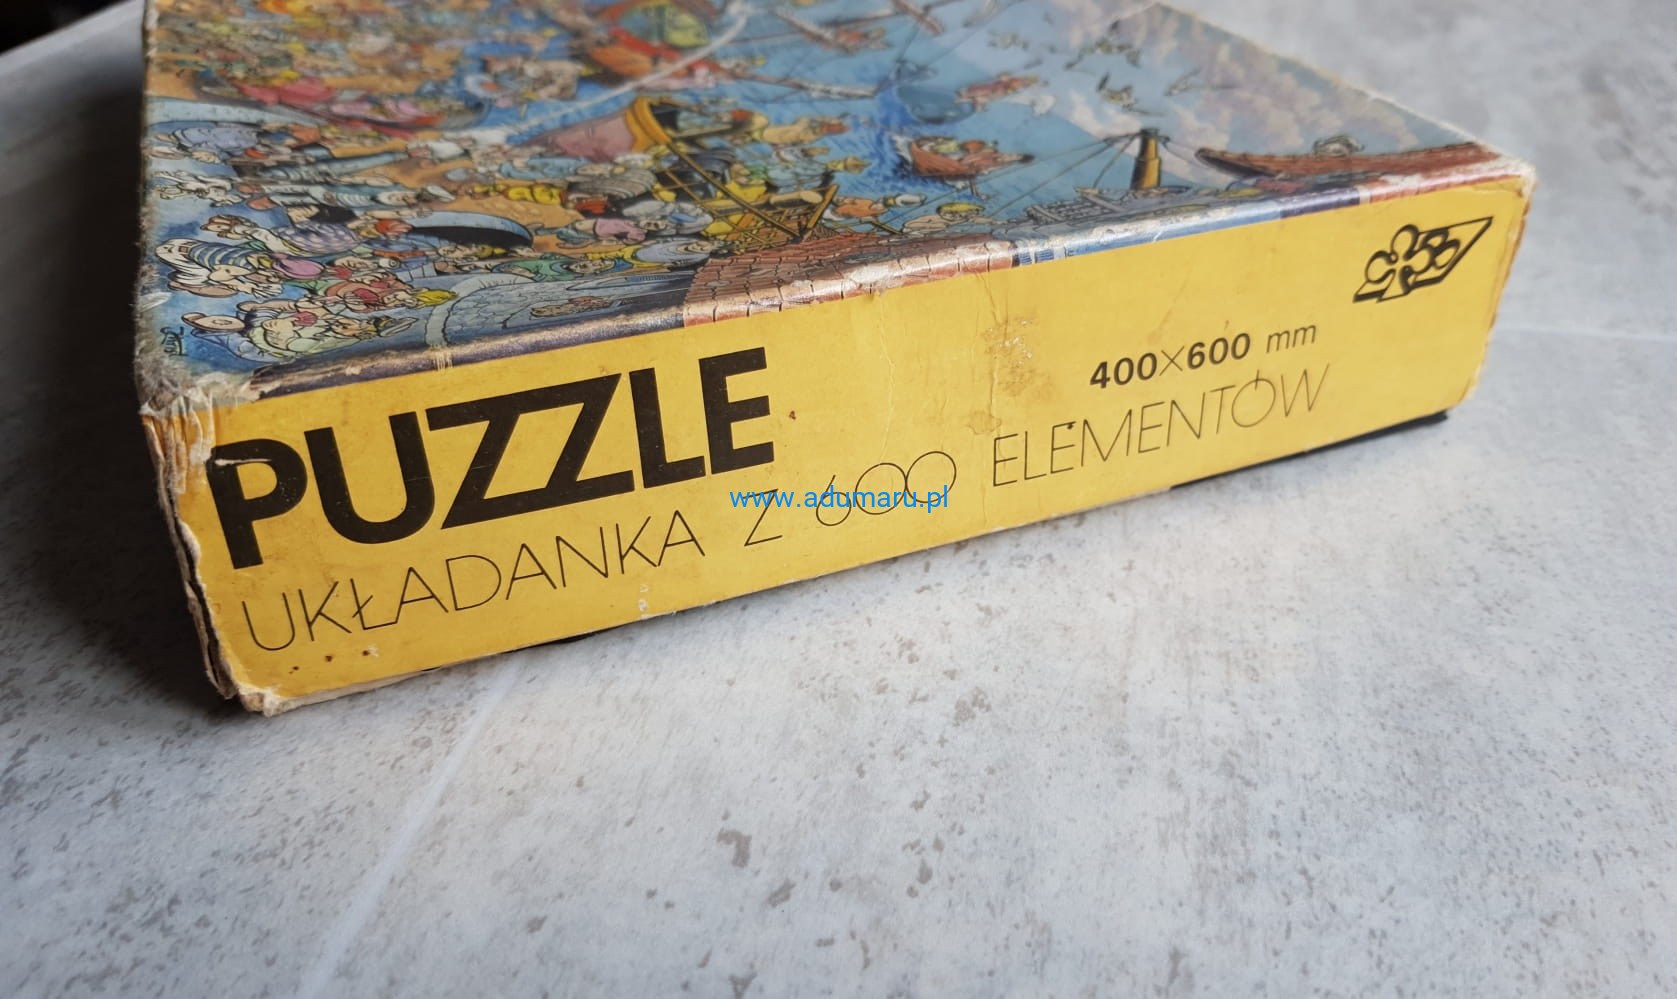 400×600 mm
PUZZLE
UKŁADANKA Z 600 ELEMENTÓW
www.adumaru.pl